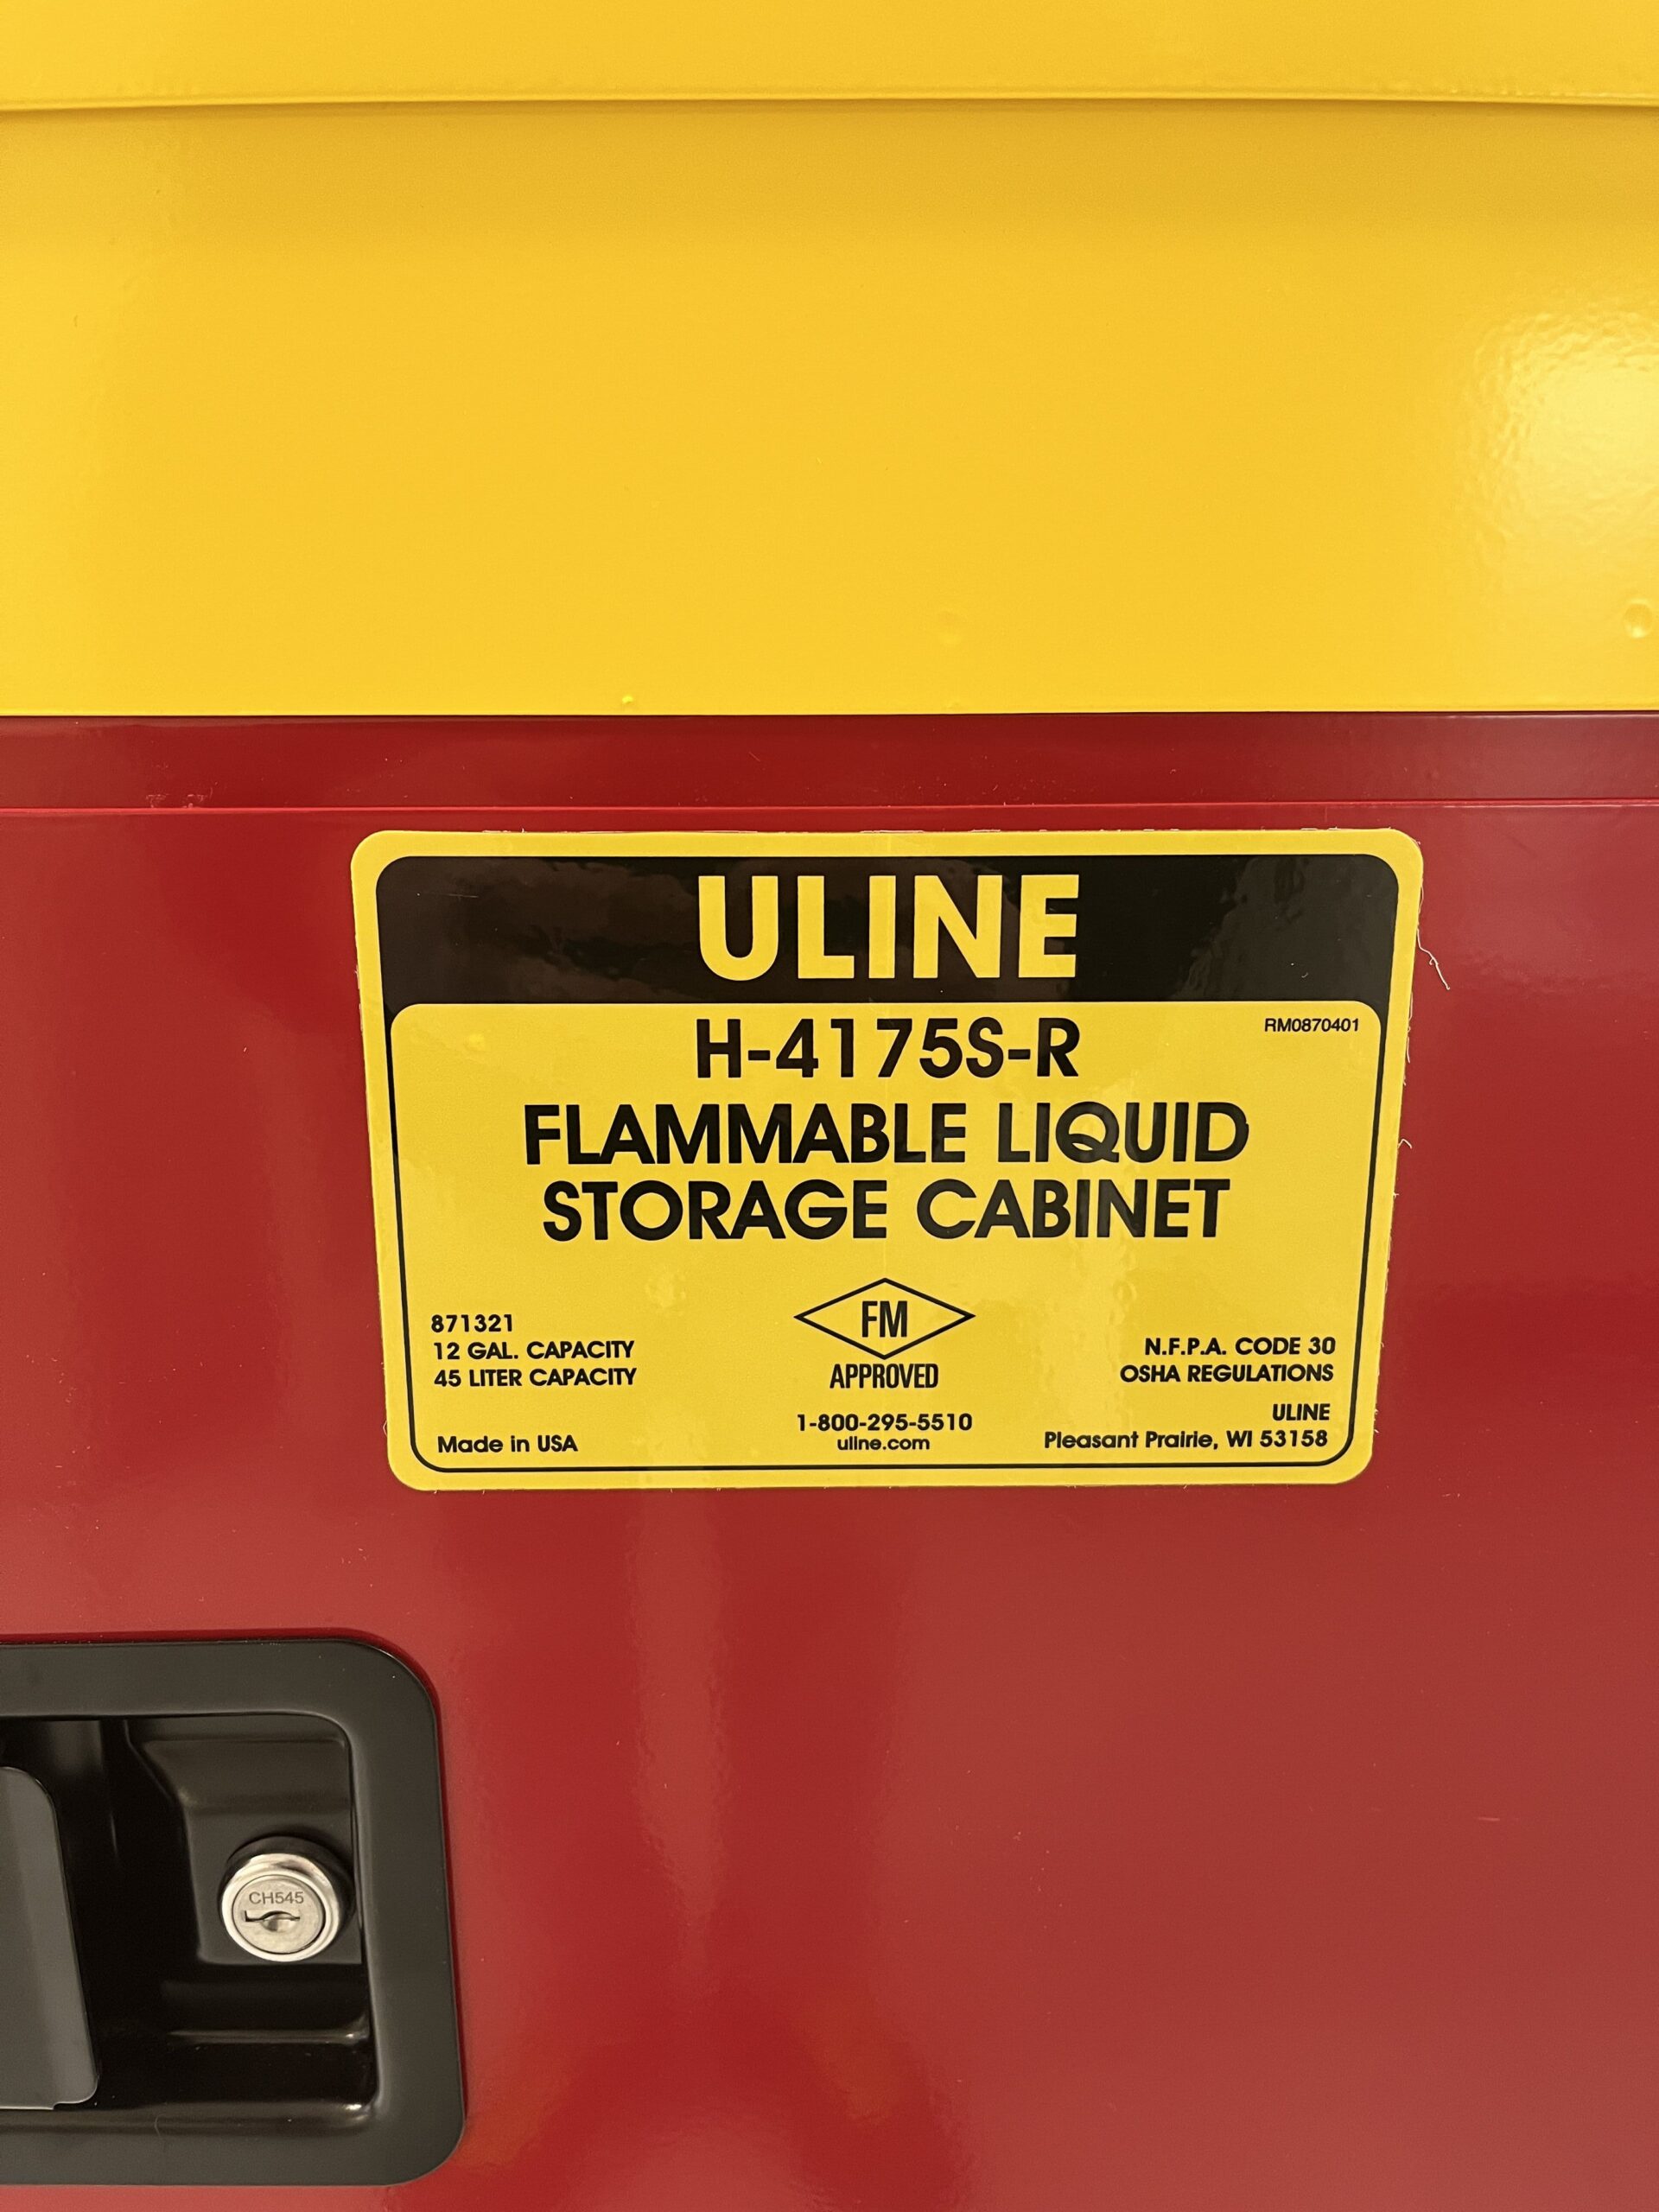 ULINE
H-4175S-R
RM0870401
FLAMMABLE LIQUID
STORAGE CABINET
871321
12 GAL. CAPACITY
45 LITER CAPACITY
Made in USA
FM
APPROVED
1-800-295-5510
uline.com
N.F.P.A. CODE 30
OSHA REGULATIONS
ULINE
Pleasant Prairie, WI 53158
CH545